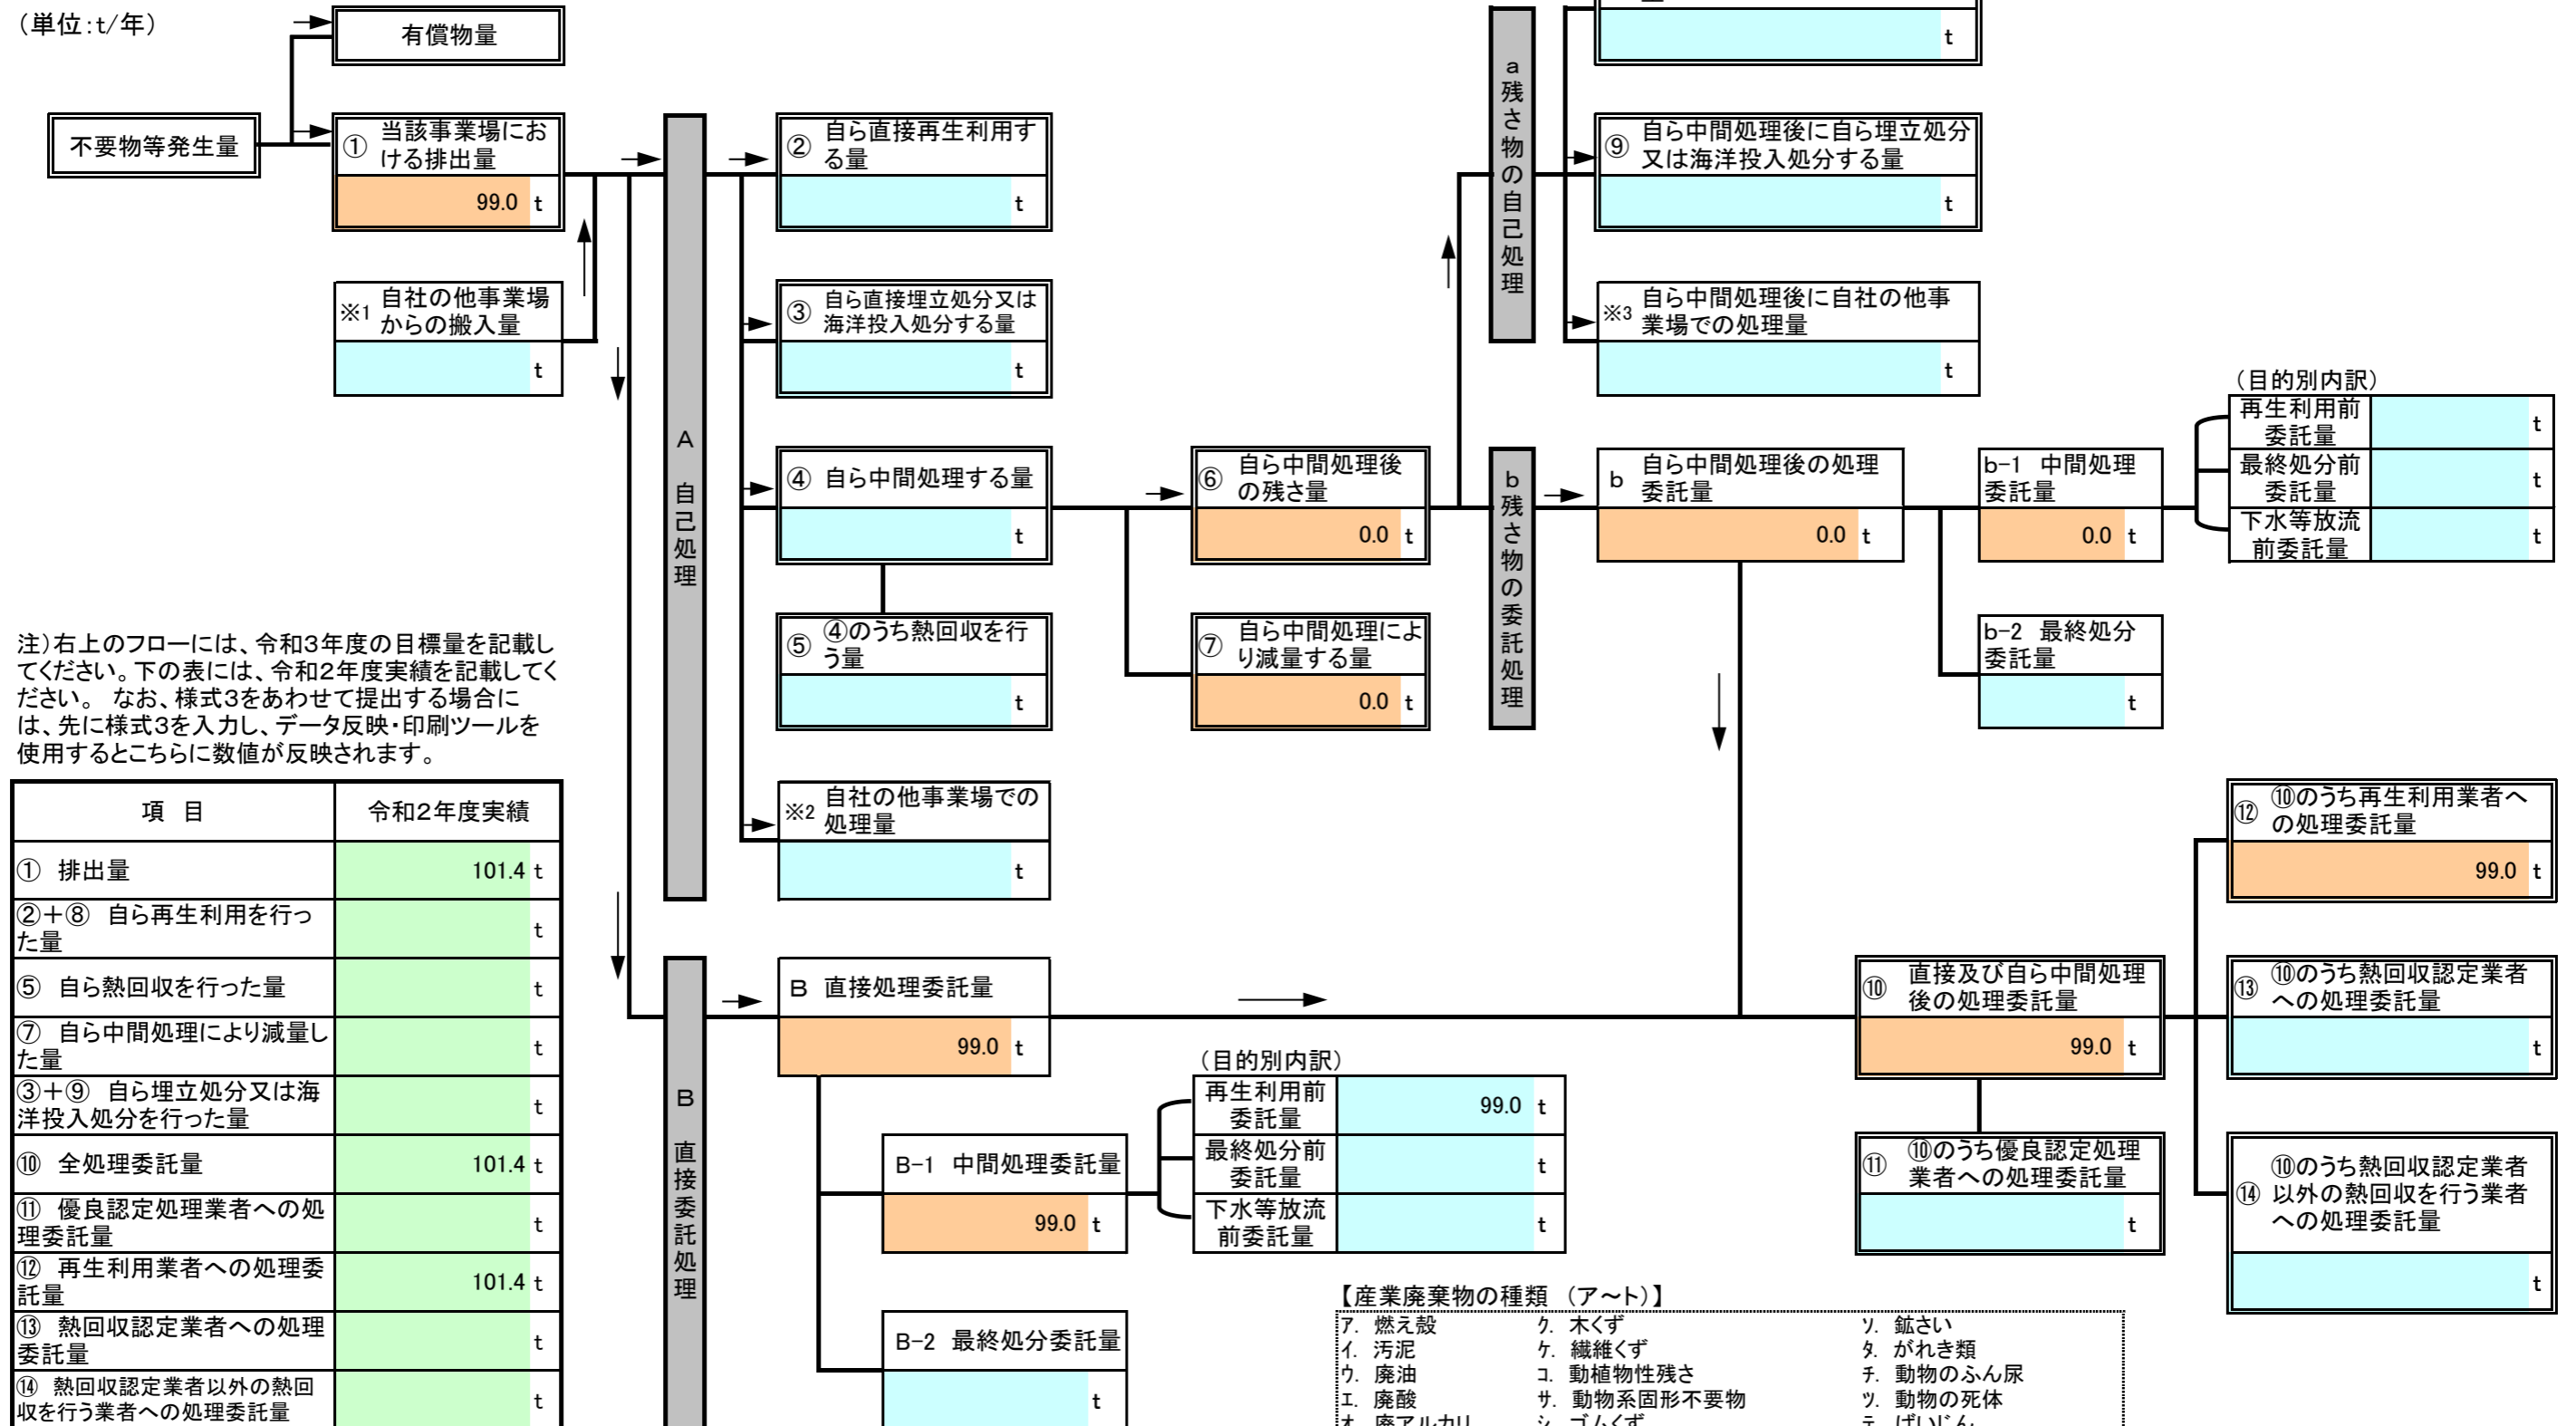 （単位：t/年）
有償物量
不要物等発生量
① 当該事業場にお
ける排出量
99.0 t
※1 自社の他事業場
からの搬入量
t
A 自己処理
② 自ら直接再生利用す
る量
t
③ 自ら直接埋立処分又は
海洋投入処分する量
t
④ 自ら中間処理する量
t
⑤ ④のうち熱回収を行
う量
t
※2 自社の他事業場での
処理量
t
⑥ 自ら中間処理後
の残さ量
0.0 t
⑦ 自ら中間処理によ
り減量する量
0.0 t
a 残さ物の自己処理
t
⑨ 自ら中間処理後に自ら埋立処分
又は海洋投入処分する量
t
※3 自ら中間処理後に自社の他事
業場での処理量
t
b 残さ物の委託処理
b 自ら中間処理後の処理
委託量
0.0 t
b-1 中間処理
委託量
0.0 t
b-2 最終処分
委託量
t
（目的別内訳）
再生利用前
委託量
t
最終処分前
委託量
t
下水等放流
前委託量
t
注）右上のフローには、令和3年度の目標量を記載し
てください。下の表には、令和2年度実績を記載してく
ださい。 なお、様式3をあわせて提出する場合に
は、先に様式3を入力し、データ反映・印刷ツールを
使用するとこちらに数値が反映されます。
項 目 令和2年度実績
① 排出量 101.4 t
②＋⑧ 自ら再生利用を行っ
た量
t
⑤ 自ら熱回収を行った量 t
⑦ 自ら中間処理により減量し
た量
t
③＋⑨ 自ら埋立処分又は海
洋投入処分を行った量
t
⑩ 全処理委託量 101.4 t
⑪ 優良認定処理業者への処
理委託量
t
⑫ 再生利用業者への処理委
託量
101.4 t
⑬ 熱回収認定業者への処理
委託量
t
⑭ 熱回収認定業者以外の熱回
収を行う業者への処理委託量
t
B 直接委託処理
B 直接処理委託量
99.0 t
B-1 中間処理委託量
99.0 t
B-2 最終処分委託量
t
（目的別内訳）
再生利用前
委託量
99.0 t
最終処分前
委託量
t
下水等放流
前委託量
t
⑩ 直接及び自ら中間処理
後の処理委託量
99.0 t
⑪ ⑩のうち優良認定処理
業者への処理委託量
t
⑫ ⑩のうち再生利用業者へ
の処理委託量
99.0 t
⑬ ⑩のうち熱回収認定業者
への処理委託量
t
⑭ ⑩のうち熱回収認定業者
以外の熱回収を行う業者
への処理委託量
t
【産業廃棄物の種類 （ア～ト）】
ｱ. 燃え殻 ｸ. 木くず ｿ. 鉱さい
ｲ. 汚泥 ｹ. 繊維くず ﾀ. がれき類
ｳ. 廃油 ｺ. 動植物性残さ ﾁ. 動物のふん尿
ｴ. 廃酸 ｻ. 動物系固形不要物 ﾂ. 動物の死体
ｵ. 廃アルカリ ｼ. ゴムくず ﾃ. ばいじん